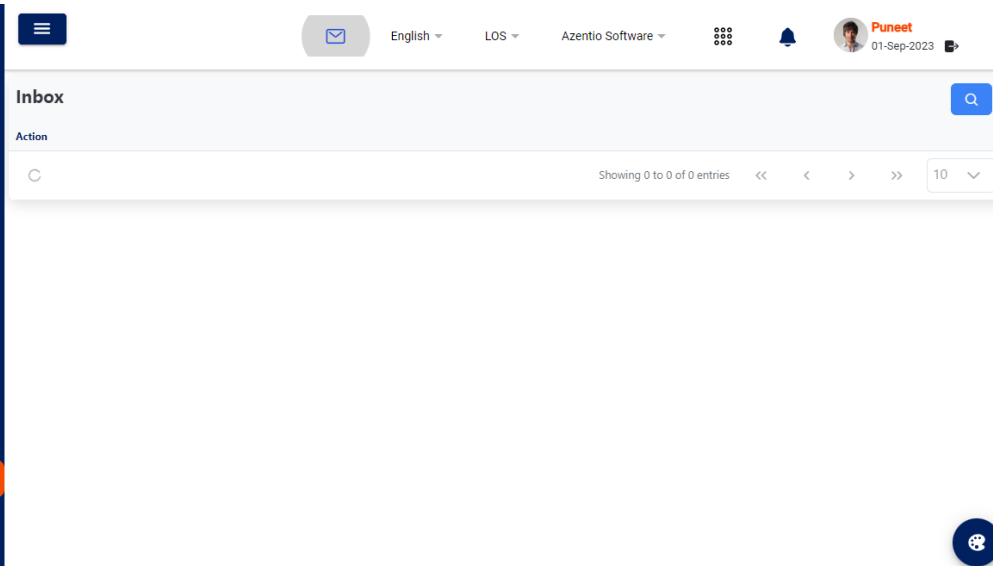 English LOS Azentio Software Puneet
01-Sep-2023
Inbox
Action
Showing 0 to 0 of 0 entries 10